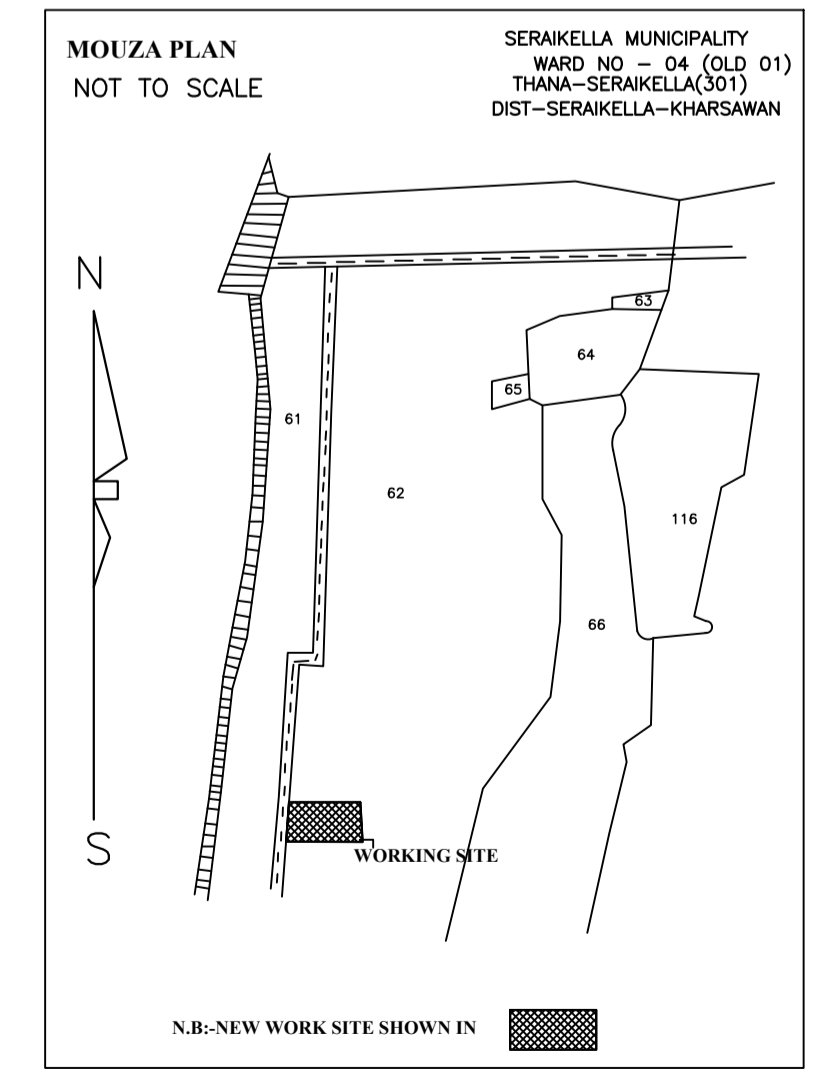 MOUZA PLAN
NOT TO SCALE
SERAIKELLA MUNICIPALITY
WARD NO - 04 (OLD 01)
THANA-SERAIKELLA(301)
DIST-SERAIKELLA-KHARSAWAN
N
63
64
65
61
62
116
66
S
WORKING SITE
N.B:-NEW WORK SITE SHOWN IN